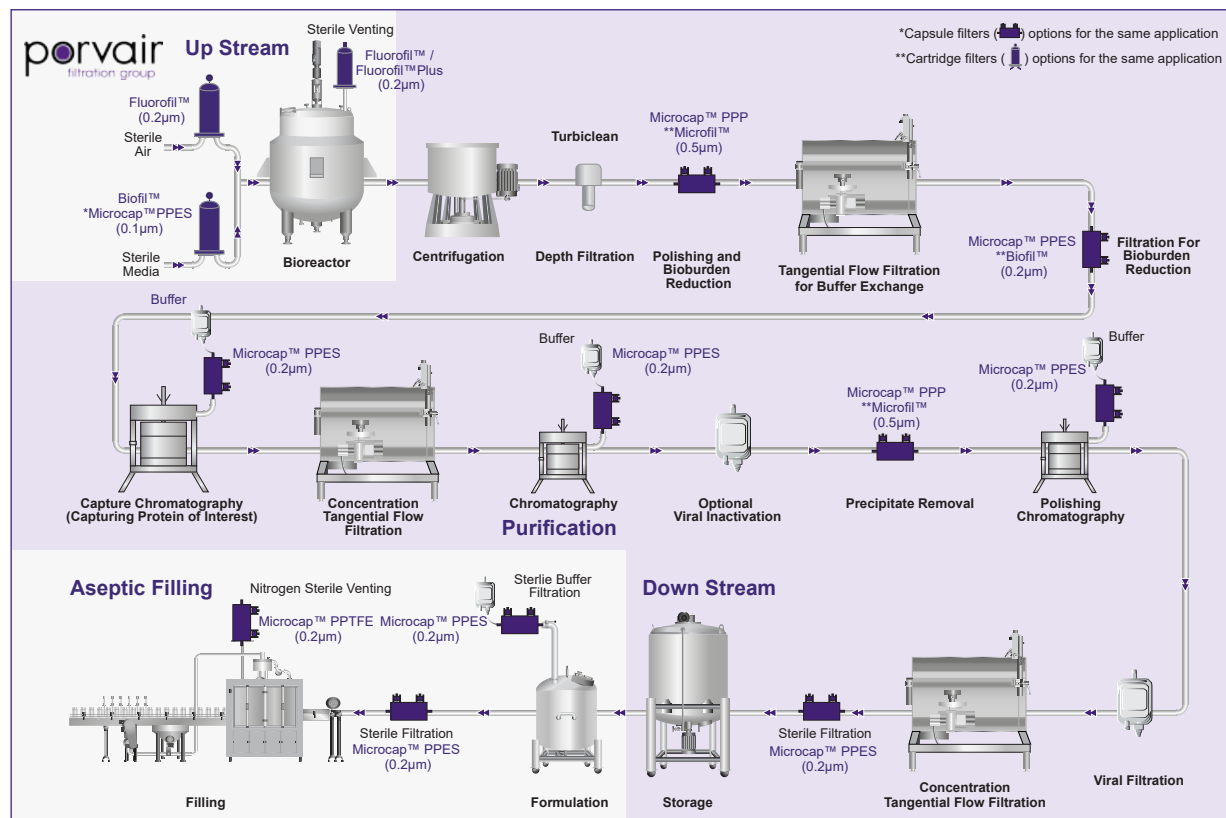 porvair
filtration group
Up Stream
Sterile Venting
Fluorofil™ /
Fluorofil™Plus
(0.2µm)
*Capsule filters ( ) options for the same application
**Cartridge filters ( ) options for the same application
Fluorofil™
(0.2µm)
Sterile
Air
Biofil™
*Microcap™PPES
(0.1µm)
Sterile
Media
Bioreactor
Centrifugation
Turbiclean
Depth Filtration
Microcap™ PPP
**Microfil™
(0.5µm)
Polishing and
Bioburden
Reduction
Tangential Flow Filtration
for Buffer Exchange
Microcap™ PPES
**Biofil™
(0.2µm)
Filtration For
Bioburden
Reduction
Buffer
Microcap™ PPES
(0.2µm)
Capture Chromatography
(Capturing Protein of Interest)
Concentration
Tangential Flow
Filtration
Buffer
Microcap™ PPES
(0.2µm)
Chromatography
Optional
Viral Inactivation
Microcap™ PPP
**Microfil™
(0.5µm)
Precipitate Removal
Buffer
Microcap™ PPES
(0.2µm)
Polishing
Chromatography
Purification
Aseptic Filling
Nitrogen Sterile Venting
Microcap™ PPTFE
(0.2µm)
Sterlie Buffer
Filtration
Microcap™ PPES
(0.2µm)
Sterile Filtration
Microcap™ PPES
(0.2µm)
Filling
Formulation
Down Stream
Storage
Sterile Filtration
Microcap™ PPES
(0.2µm)
Concentration
Tangential Flow Filtration
Viral Filtration